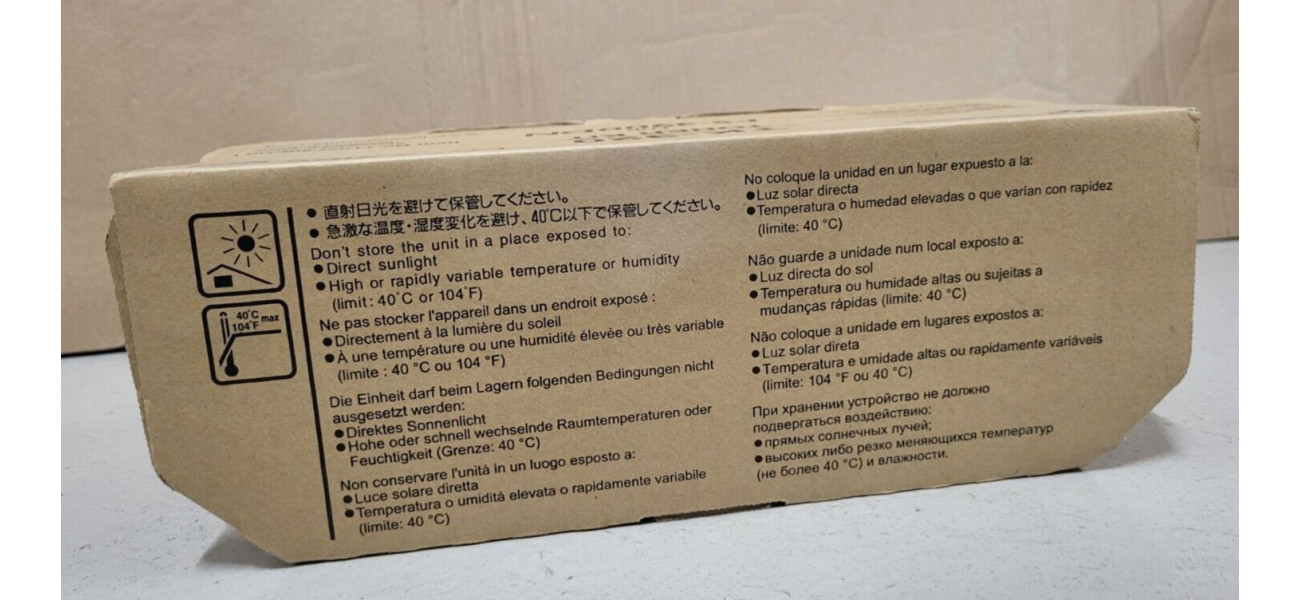 40°C max
104°F
● 直射日光を避けて保管してください。
● 急激な温度・湿度変化を避け、40℃以下で保管してください。
Don't store the unit in a place exposed to:
● Direct sunlight
● High or rapidly variable temperature or humidity
(limit: 40°C or 104°F)
Ne pas stocker l'appareil dans un endroit exposé :
● Directement à la lumière du soleil
● À une température ou une humidité élevée ou très variable
(limite : 40 °C ou 104 °F)
Die Einheit darf beim Lagern folgenden Bedingungen nicht
ausgesetzt werden:
● Direktes Sonnenlicht
● Hohe oder schnell wechselnde Raumtemperaturen oder
Feuchtigkeit (Grenze: 40 °C)
Non conservare l'unità in un luogo esposto a:
● Luce solare diretta
● Temperatura o umidità elevata o rapidamente variabile
(limite: 40 °C)
No coloque la unidad en un lugar expuesto a la:
● Luz solar directa
● Temperatura o humedad elevadas o que varían con rapidez
(limite: 40 °C)
Não guarde a unidade num local exposto a:
● Luz directa do sol
● Temperatura ou humidade altas ou sujeitas a
mudanças rápidas (limite: 40 °C)
Não coloque a unidade em lugares expostos a:
● Luz solar direta
● Temperatura e umidade altas ou rapidamente variáveis
(limite: 104 °F ou 40 °C)
При хранении устройство не должно
подвергаться воздействию:
● прямых солнечных лучей;
● высоких либо резко меняющихся температур
(не более 40 °C) и влажности.